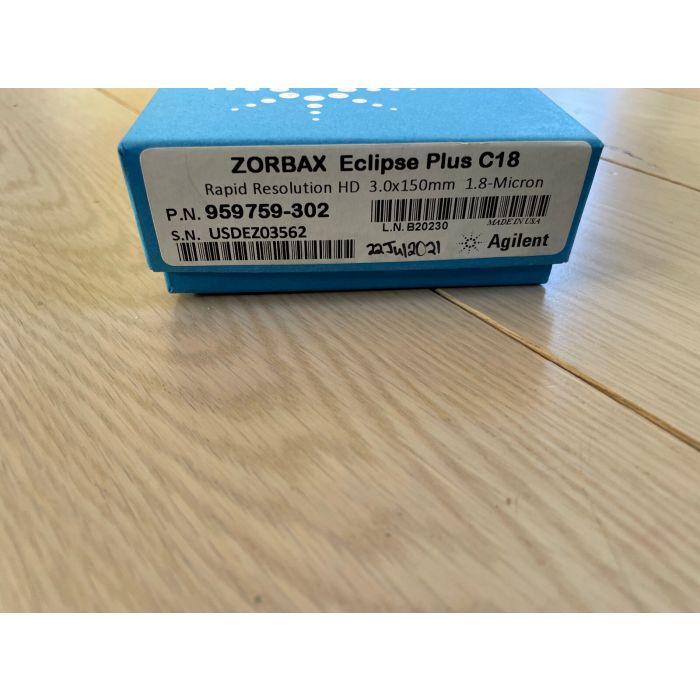 ZORBAX Eclipse Plus C18
Rapid Resolution HD 3.0x150mm 1.8-Micron
P.N. 959759-302
L.N. B20230
MADE IN USA
S.N. USDEZ03562
22Jul2021
Agilent